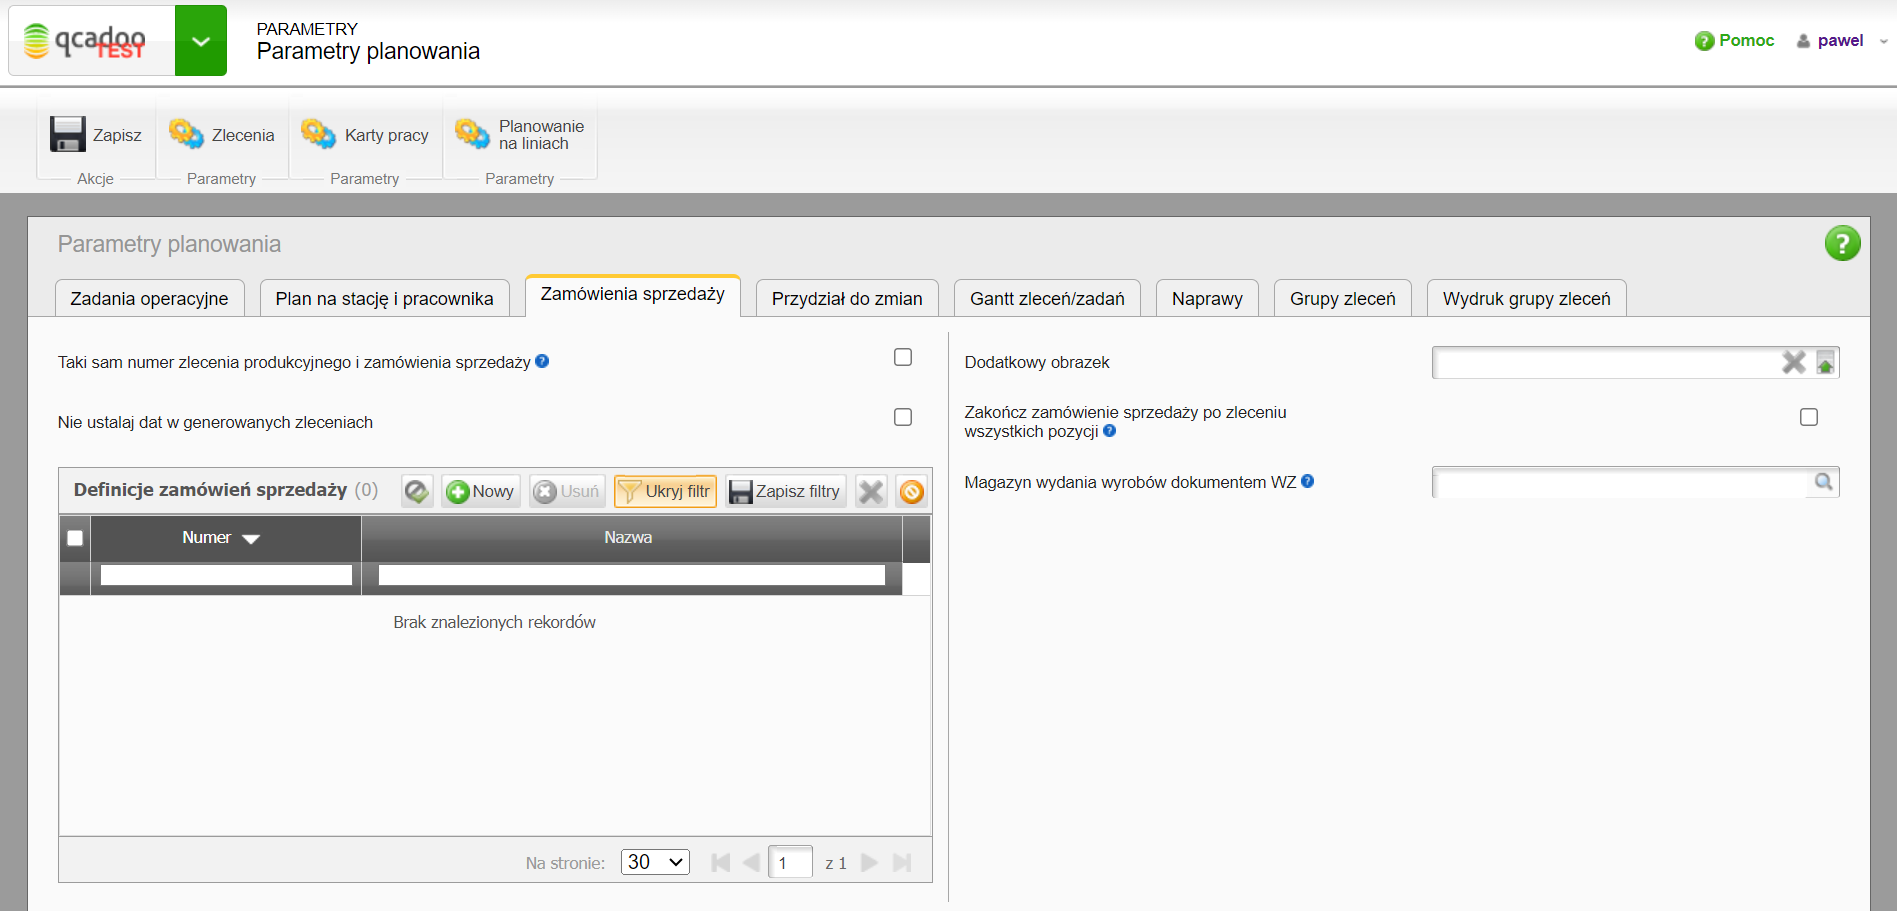 qcadoo
TEST
PARAMETRY
Parametry planowania
Pomoc
pawel
Zapisz
Zlecenia
Karty pracy
Planowanie
na liniach
Akcje
Parametry
Parametry
Parametry
Parametry planowania
Zadania operacyjne
Plan na stację i pracownika
Zamówienia sprzedaży
Przydział do zmian
Gantt zleceń/zadań
Naprawy
Grupy zleceń
Wydruk grupy zleceń
Taki sam numer zlecenia produkcyjnego i zamówienia sprzedaży
Nie ustalaj dat w generowanych zleceniach
Definicje zamówień sprzedaży (0)
Nowy
Usuń
Ukryj filtr
Zapisz filtry
Numer
Nazwa
Brak znalezionych rekordów
Na stronie:
30
1
z 1
Dodatkowy obrazek
Zakończ zamówienie sprzedaży po zleceniu
wszystkich pozycji
Magazyn wydania wyrobów dokumentem WZ